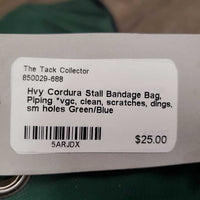 The Tack Collector
850029-688
Hvy Cordura Stall Bandage Bag,
Piping *vgc, clean, scratches, dings,
sm holes Green/Blue
$25.00
5ARJDX